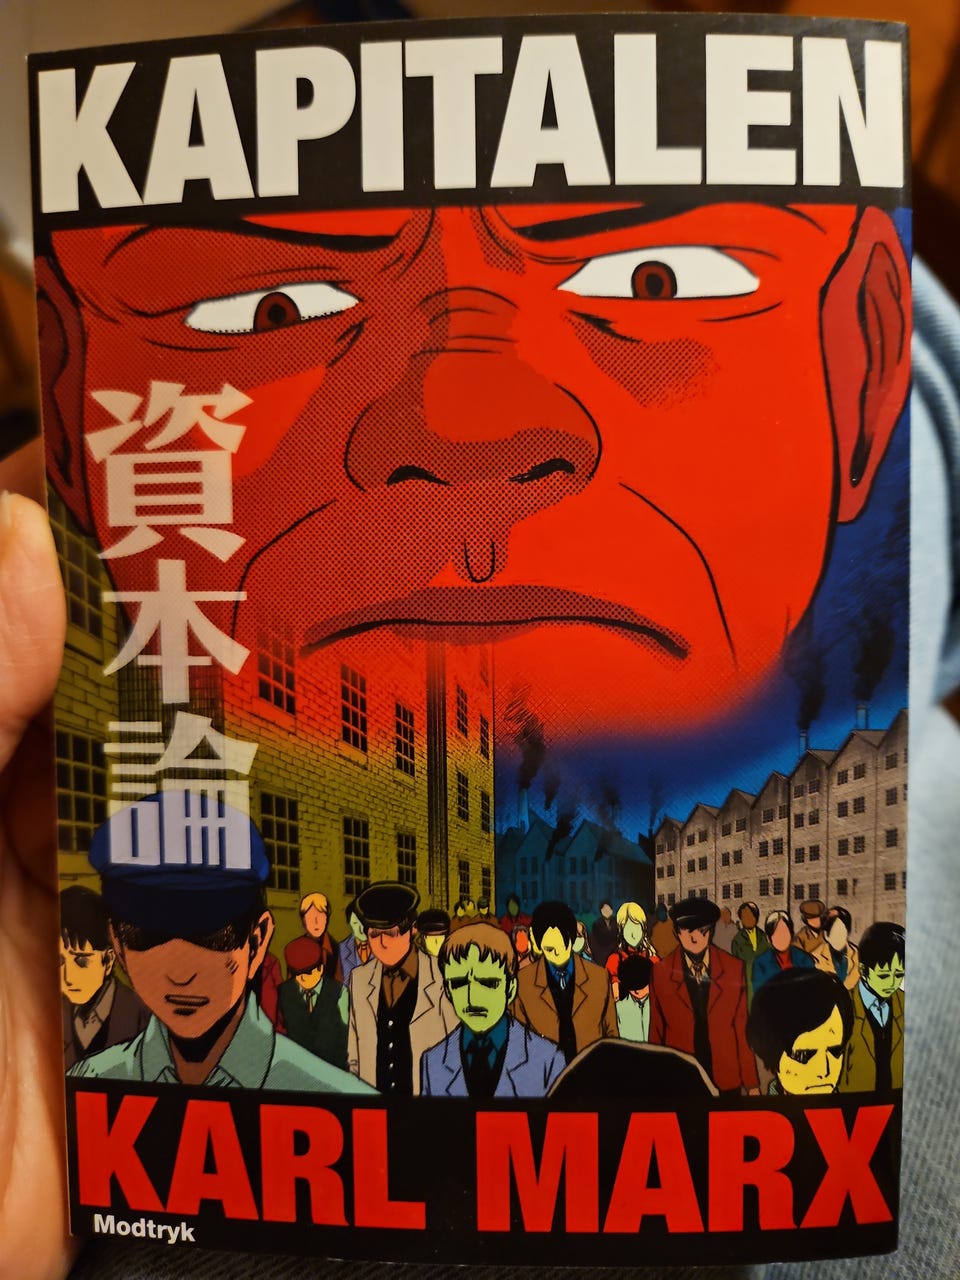 KAPITALEN
資本論
KARL MARX
Modtryk